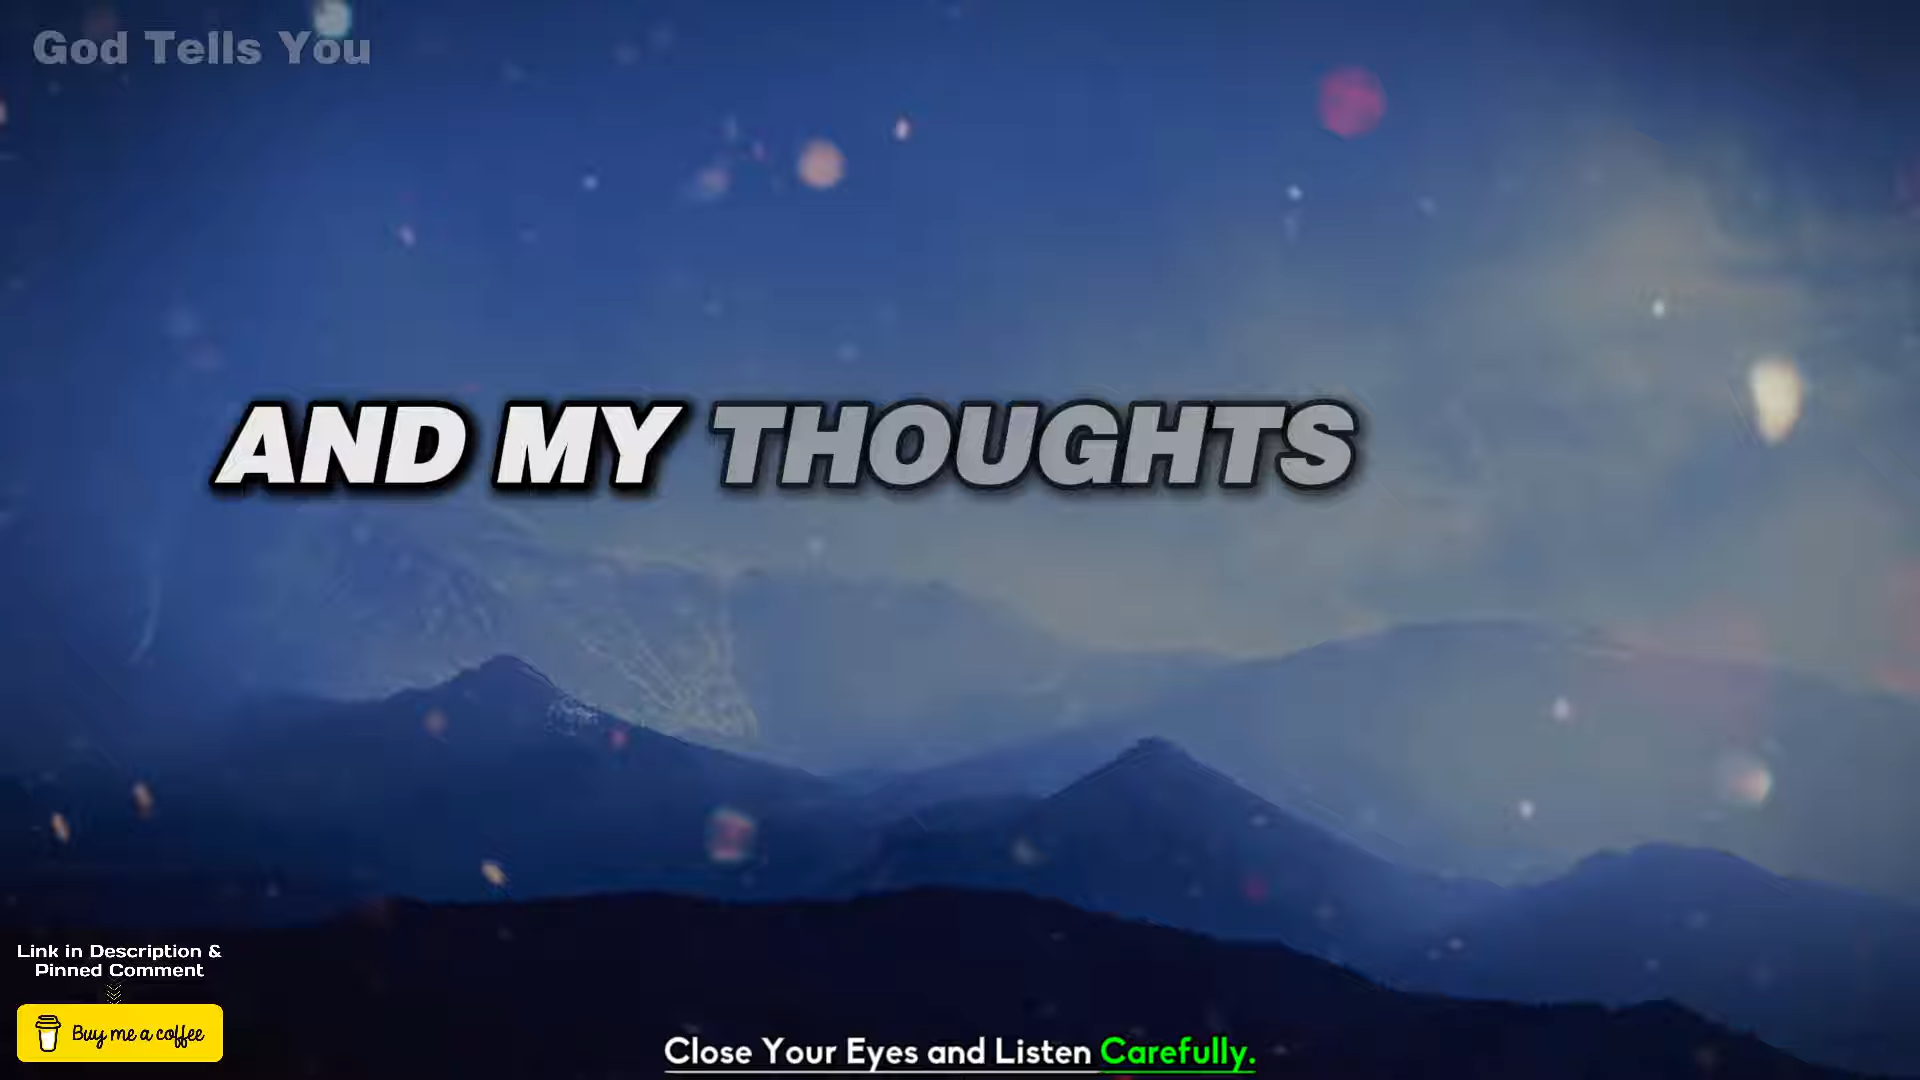 God Tells You
AND MY THOUGHTS
Link in Description &
Pinned Comment
Buy me a coffee
Close Your Eyes and Listen Carefully.